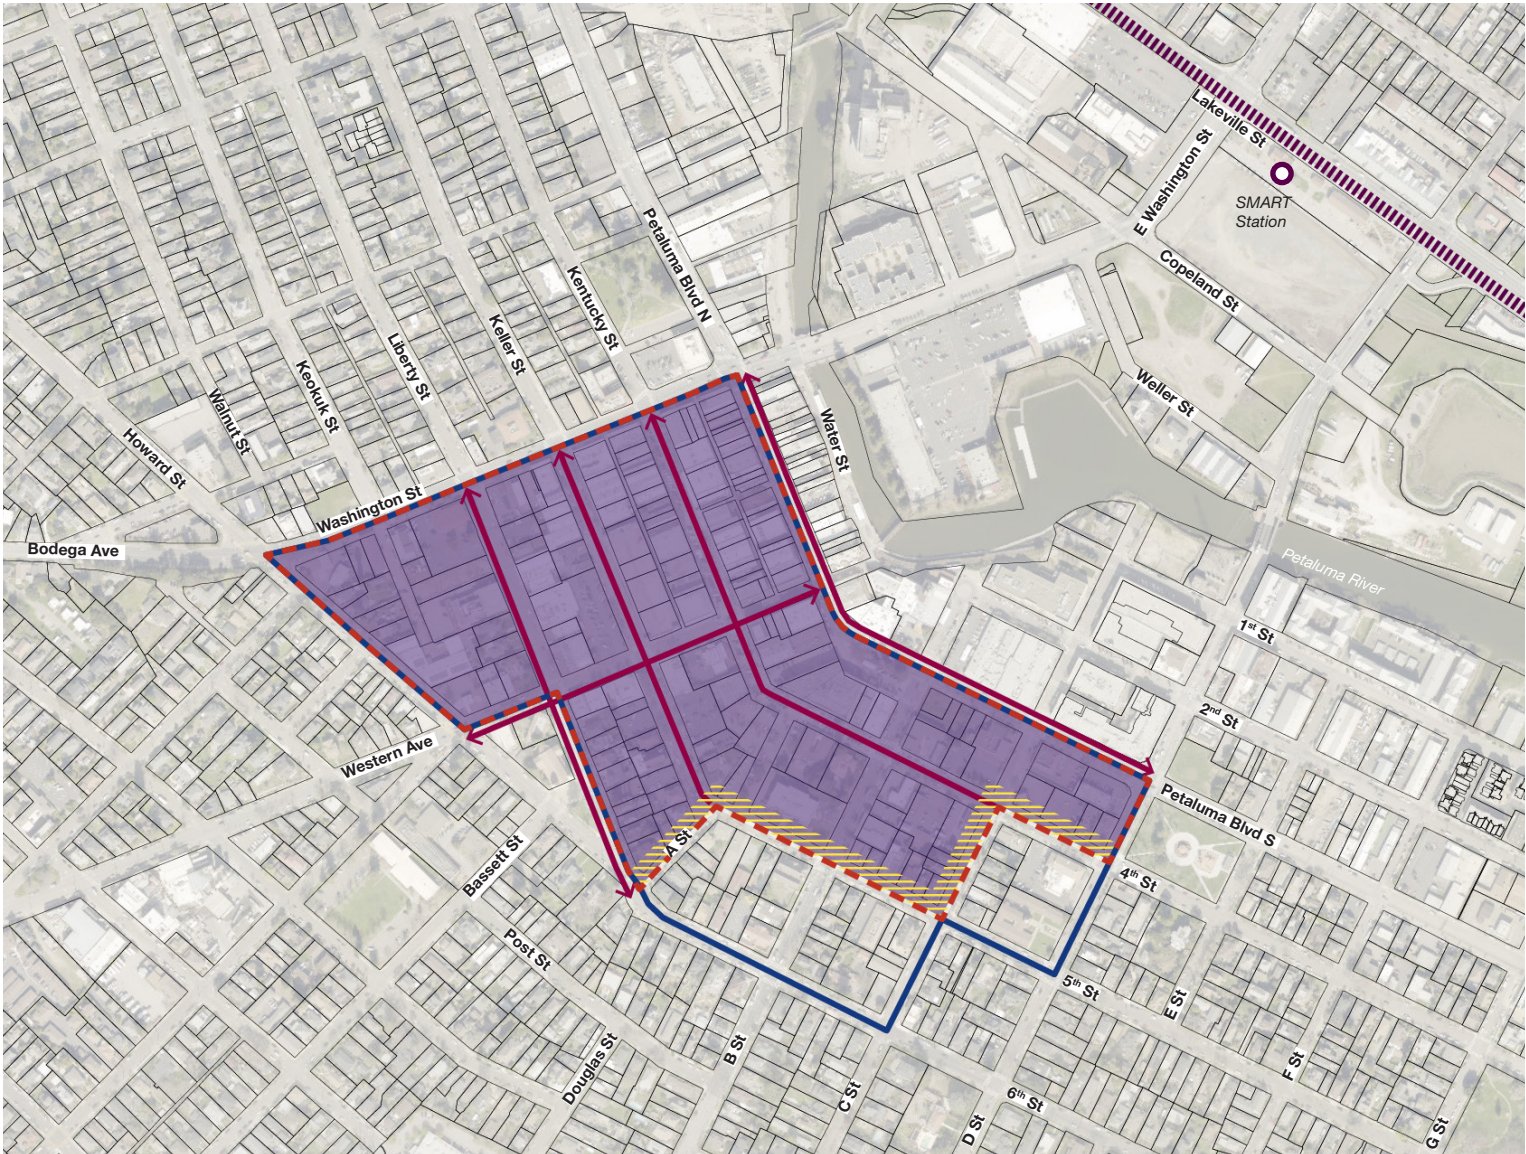 Lakeville St
E Washington St
SMART
Station
Petaluma Blvd N
Copeland St
Kentucky St
Keller St
Liberty St
Keokuk St
Walnut St
Howard St
Weller St
Water St
Washington St
Bodega Ave
Petaluma River
1st St
2nd St
Western Ave
Petaluma Blvd S
A St
Bassett St
4th St
Post St
5th St
E St
Douglas St
B St
C St
F St
6th St
D St
G St